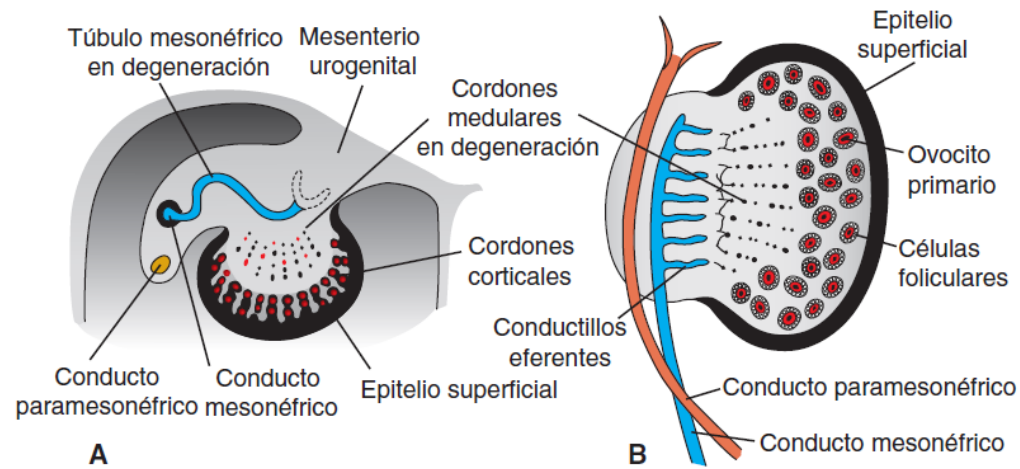 Túbulo mesonéfrico
en degeneración
Mesenterio
urogenital
Cordones
medulares
en degeneración
Cordones
corticales
Conducto
paramesonéfrico
Conducto
mesonéfrico
Epitelio superficial
A
Epitelio
superficial
Ovocito
primario
Células
foliculares
Conductillos
eferentes
Conducto paramesonéfrico
Conducto mesonéfrico
B